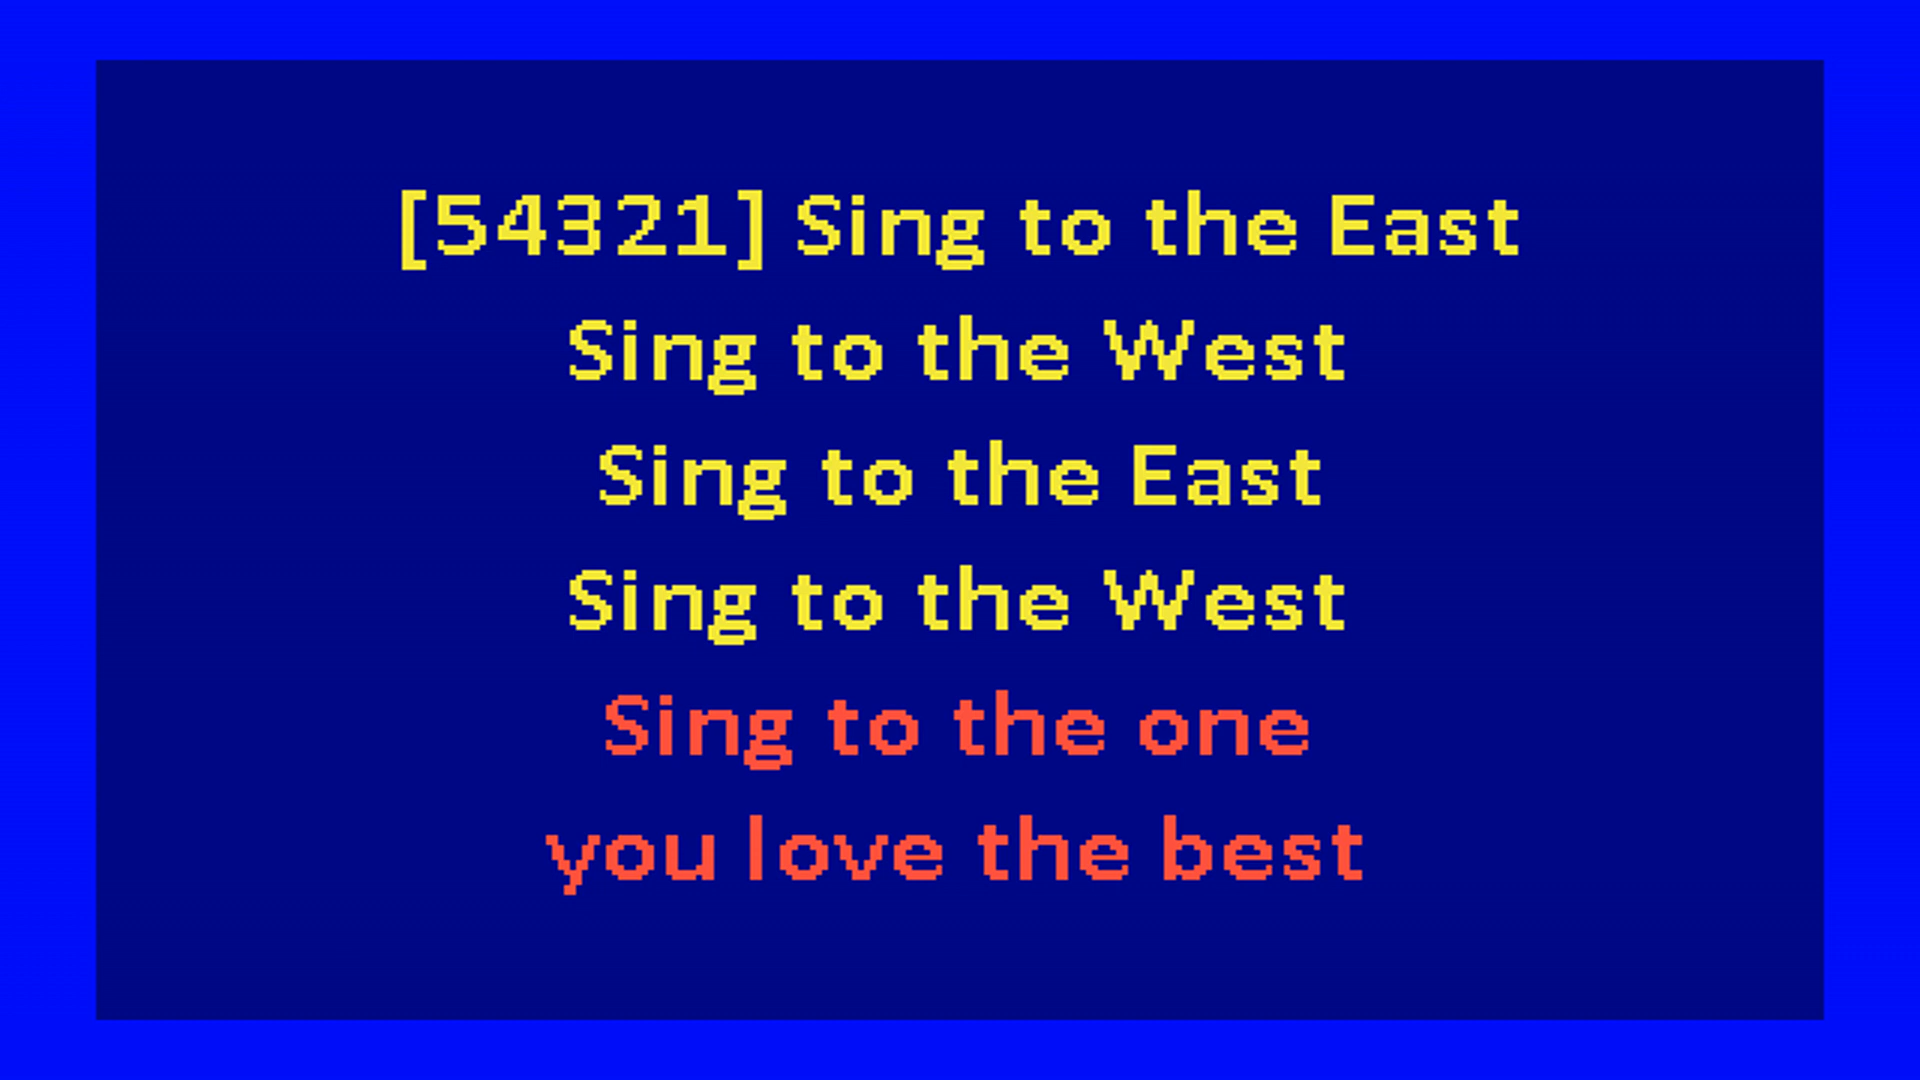 [54321] Sing to the East
Sing to the West
Sing to the East
Sing to the West
Sing to the one
you love the best